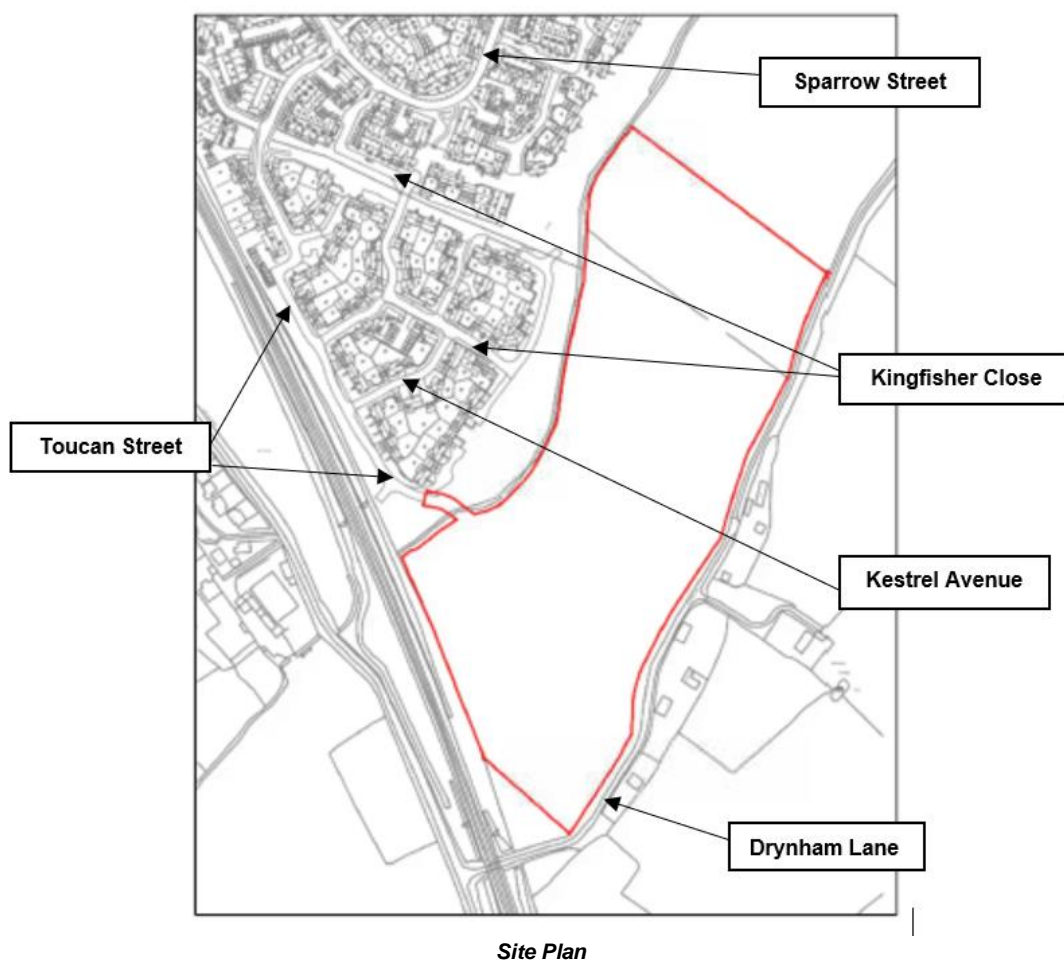 Sparrow Street
Kingfisher Close
Toucan Street
Kestrel Avenue
Drynham Lane
Site Plan